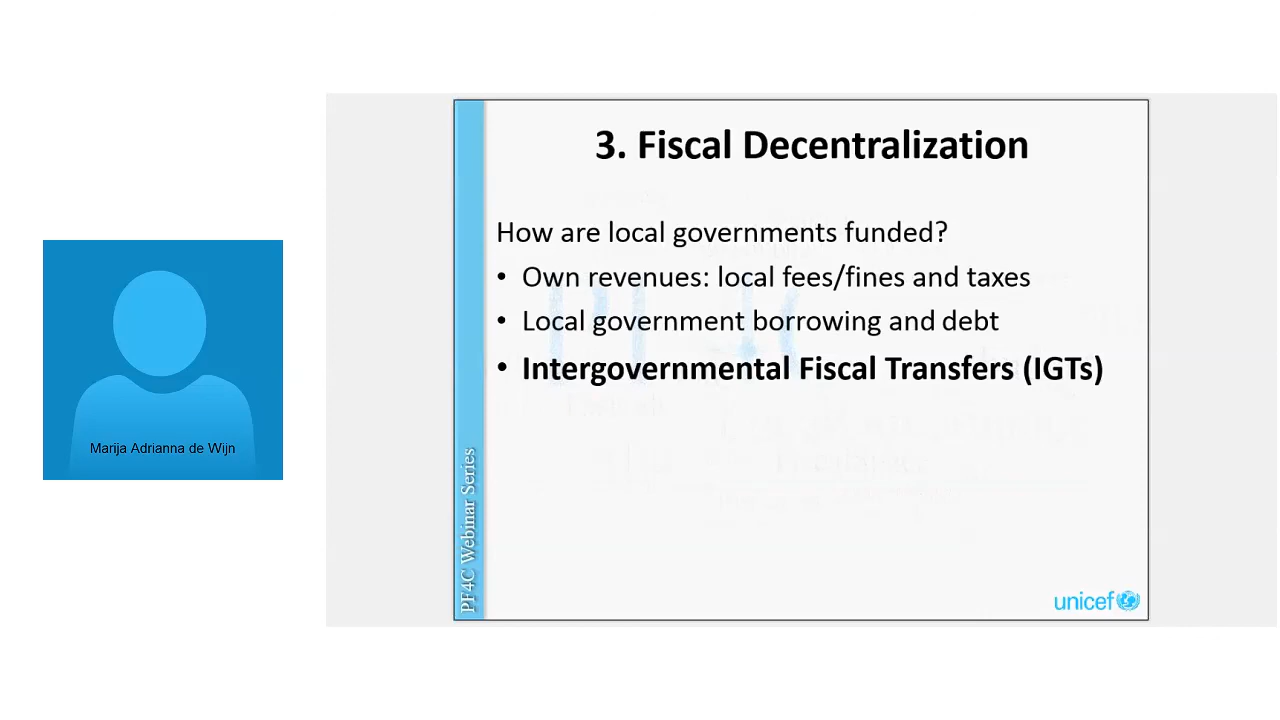 3. Fiscal Decentralization
How are local governments funded?
• Own revenues: local fees/fines and taxes
• Local government borrowing and debt
• Intergovernmental Fiscal Transfers (IGTs)
Marija Adrianna de Wijn
PF4C Webinar Series
unicef